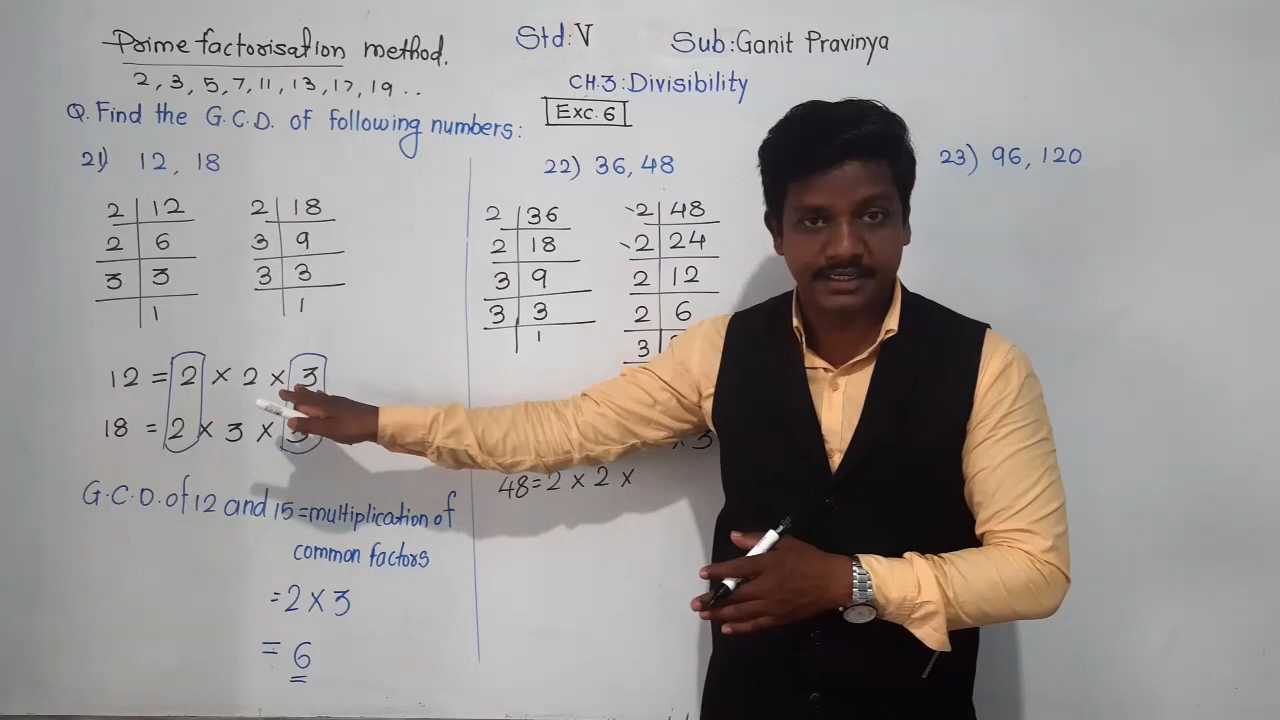 Prime factorisation method.
2, 3, 5, 7, 11, 13, 17, 19 ..
Std: V
Sub: Ganit Pravinya
CH.3: Divisibility
Exc. 6
Q. Find the G.C.D. of following numbers:
21) 12, 18
2 | 12
2 | 6
3 | 3
1
2 | 18
3 | 9
3 | 3
1
12 = 2 × 2 × 3
18 = 2 × 3 × 3
G.C.D. of 12 and 15 = multiplication of
common factors
= 2 × 3
= 6
22) 36, 48
2 | 36
2 | 18
3 | 9
3 | 3
1
2 | 48
2 | 24
2 | 12
2 | 6
3
× 3
48 = 2 × 2 ×
23) 96, 120